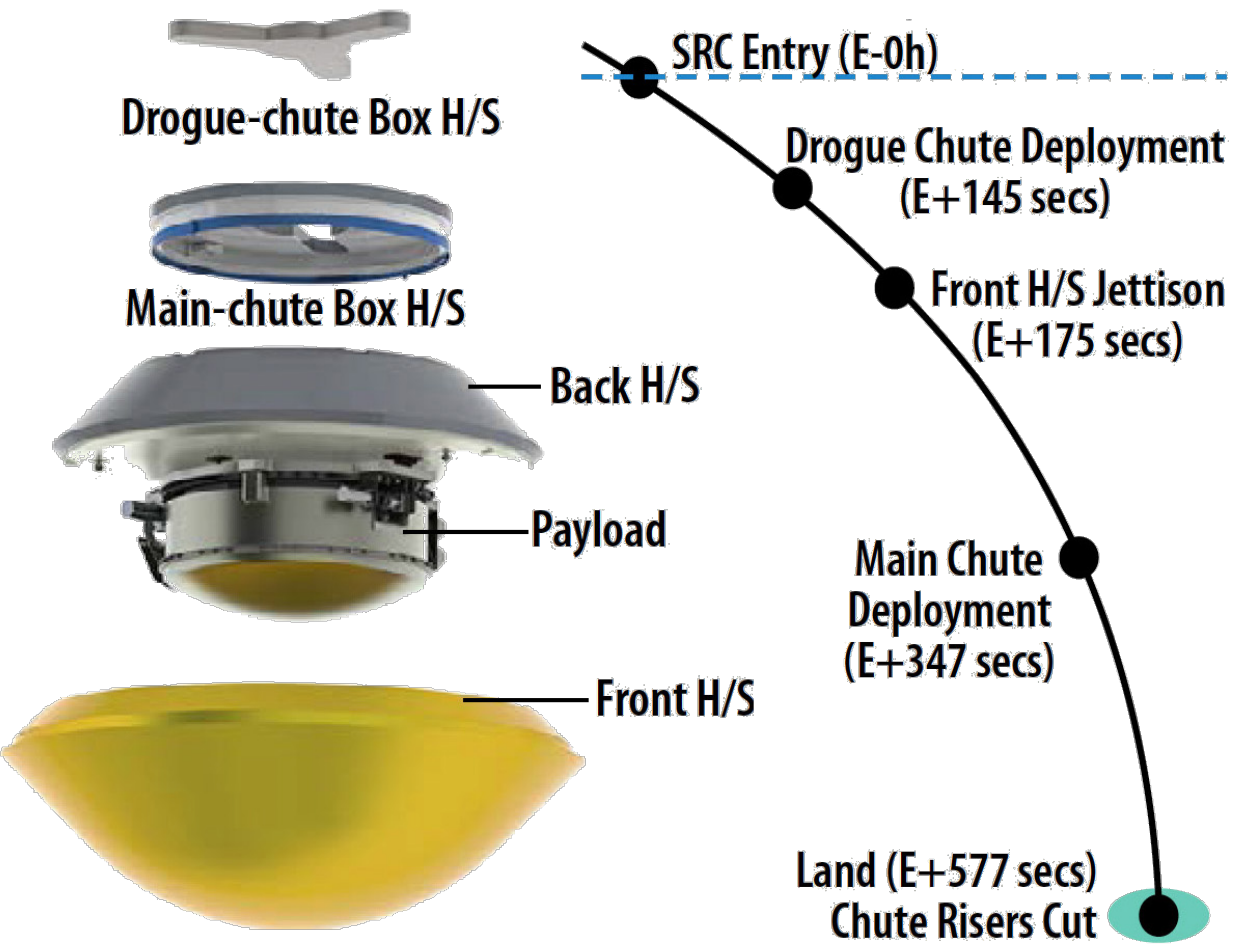 Drogue-chute Box H/S
Main-chute Box H/S
Back H/S
Payload
Front H/S
SRC Entry (E-0h)
Drogue Chute Deployment
(E+145 secs)
Front H/S Jettison
(E+175 secs)
Main Chute
Deployment
(E+347 secs)
Land (E+577 secs)
Chute Risers Cut